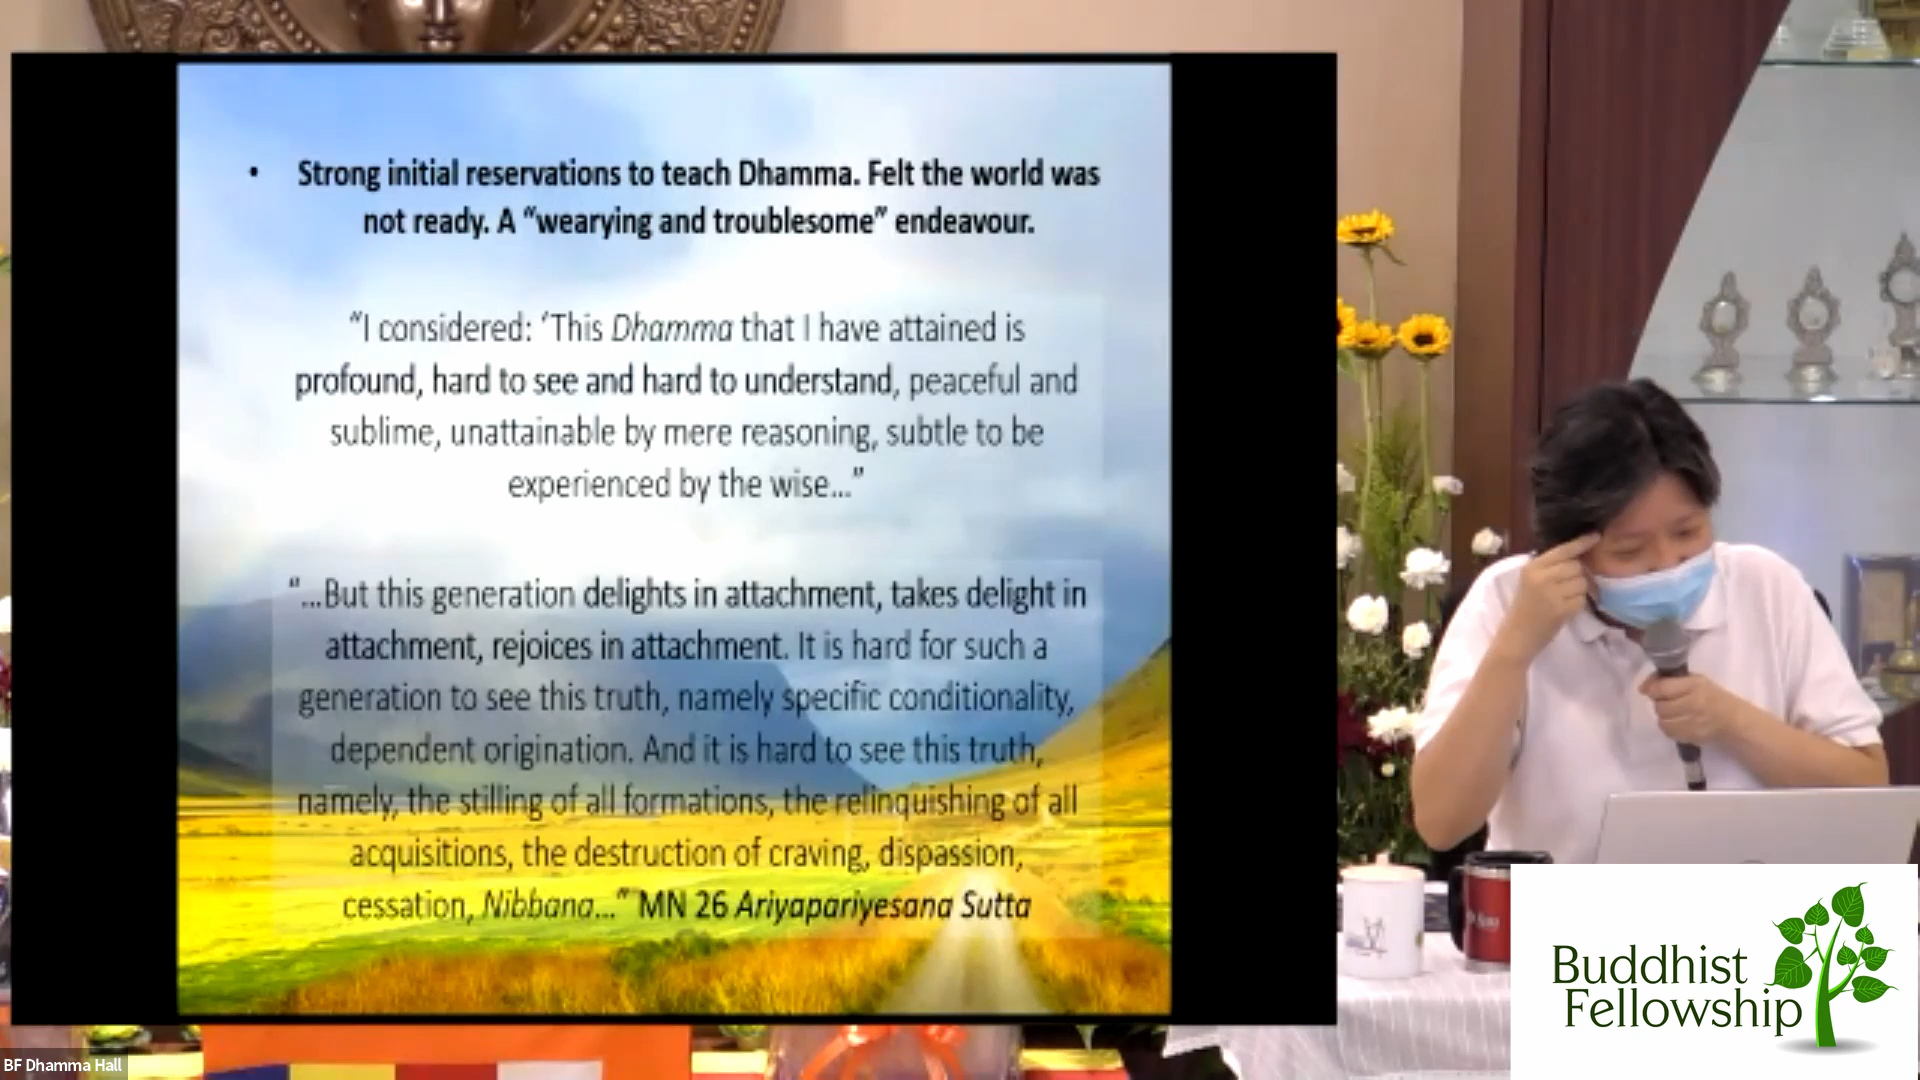 • Strong initial reservations to teach Dhamma. Felt the world was
not ready. A “wearying and troublesome” endeavour.
“I considered: ‘This Dhamma that I have attained is
profound, hard to see and hard to understand, peaceful and
sublime, unattainable by mere reasoning, subtle to be
experienced by the wise...”
“...But this generation delights in attachment, takes delight in
attachment, rejoices in attachment. It is hard for such a
generation to see this truth, namely specific conditionality,
dependent origination. And it is hard to see this truth,
namely, the stilling of all formations, the relinquishing of all
acquisitions, the destruction of craving, dispassion,
cessation, Nibbana...” MN 26 Ariyapariyesana Sutta
Buddhist
Fellowship
BF Dhamma Hall